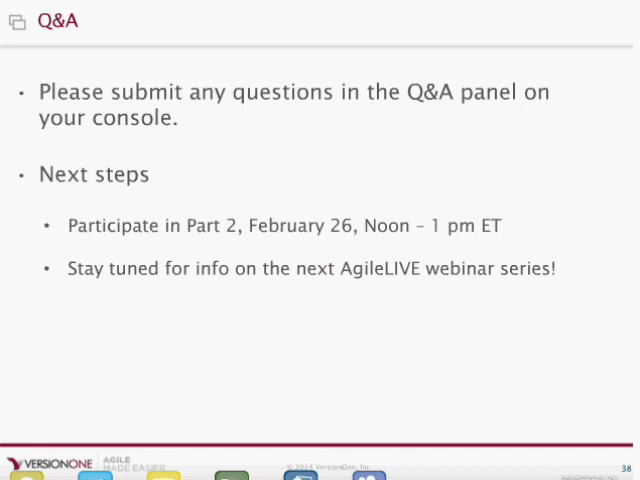 Q&A
• Please submit any questions in the Q&A panel on
your console.
• Next steps
• Participate in Part 2, February 26, Noon – 1 pm ET
• Stay tuned for info on the next AgileLIVE webinar series!
VERSIONONE AGILE
MADE EASIER
© 2014 VersionOne, Inc.
38